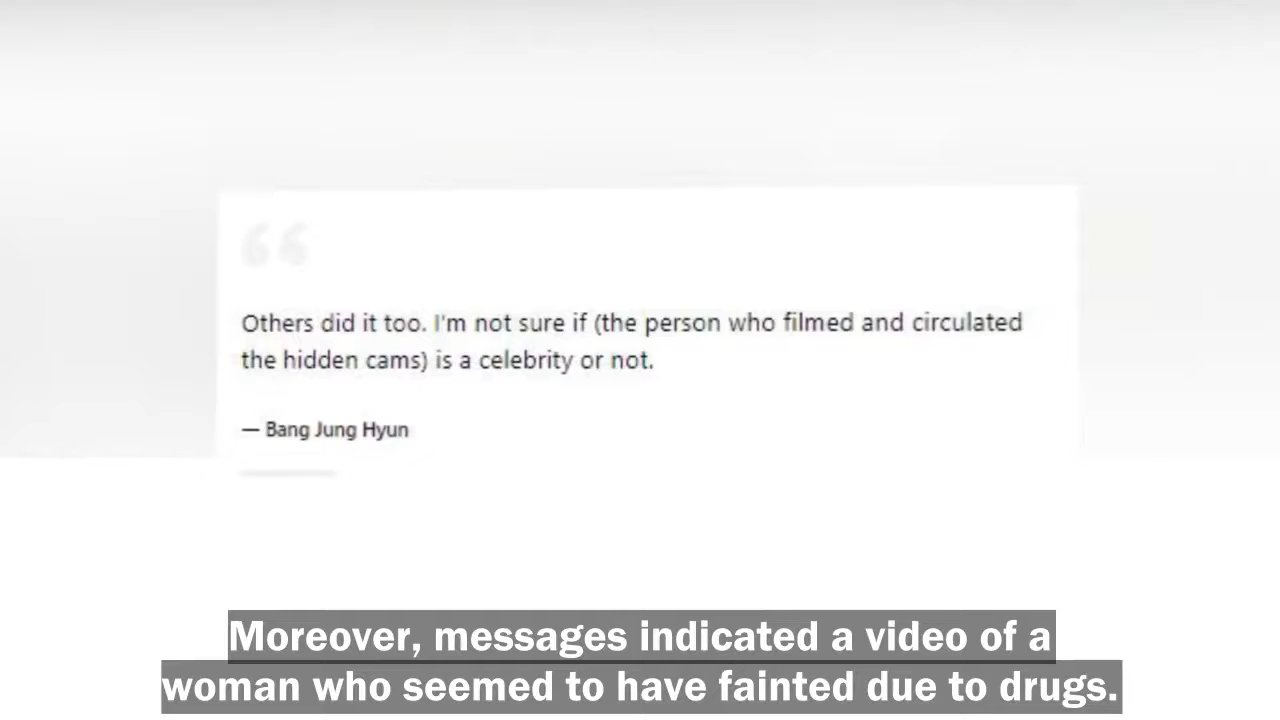 “
Others did it too. I'm not sure if (the person who filmed and circulated
the hidden cams) is a celebrity or not.
— Bang Jung Hyun
Moreover, messages indicated a video of a
woman who seemed to have fainted due to drugs.